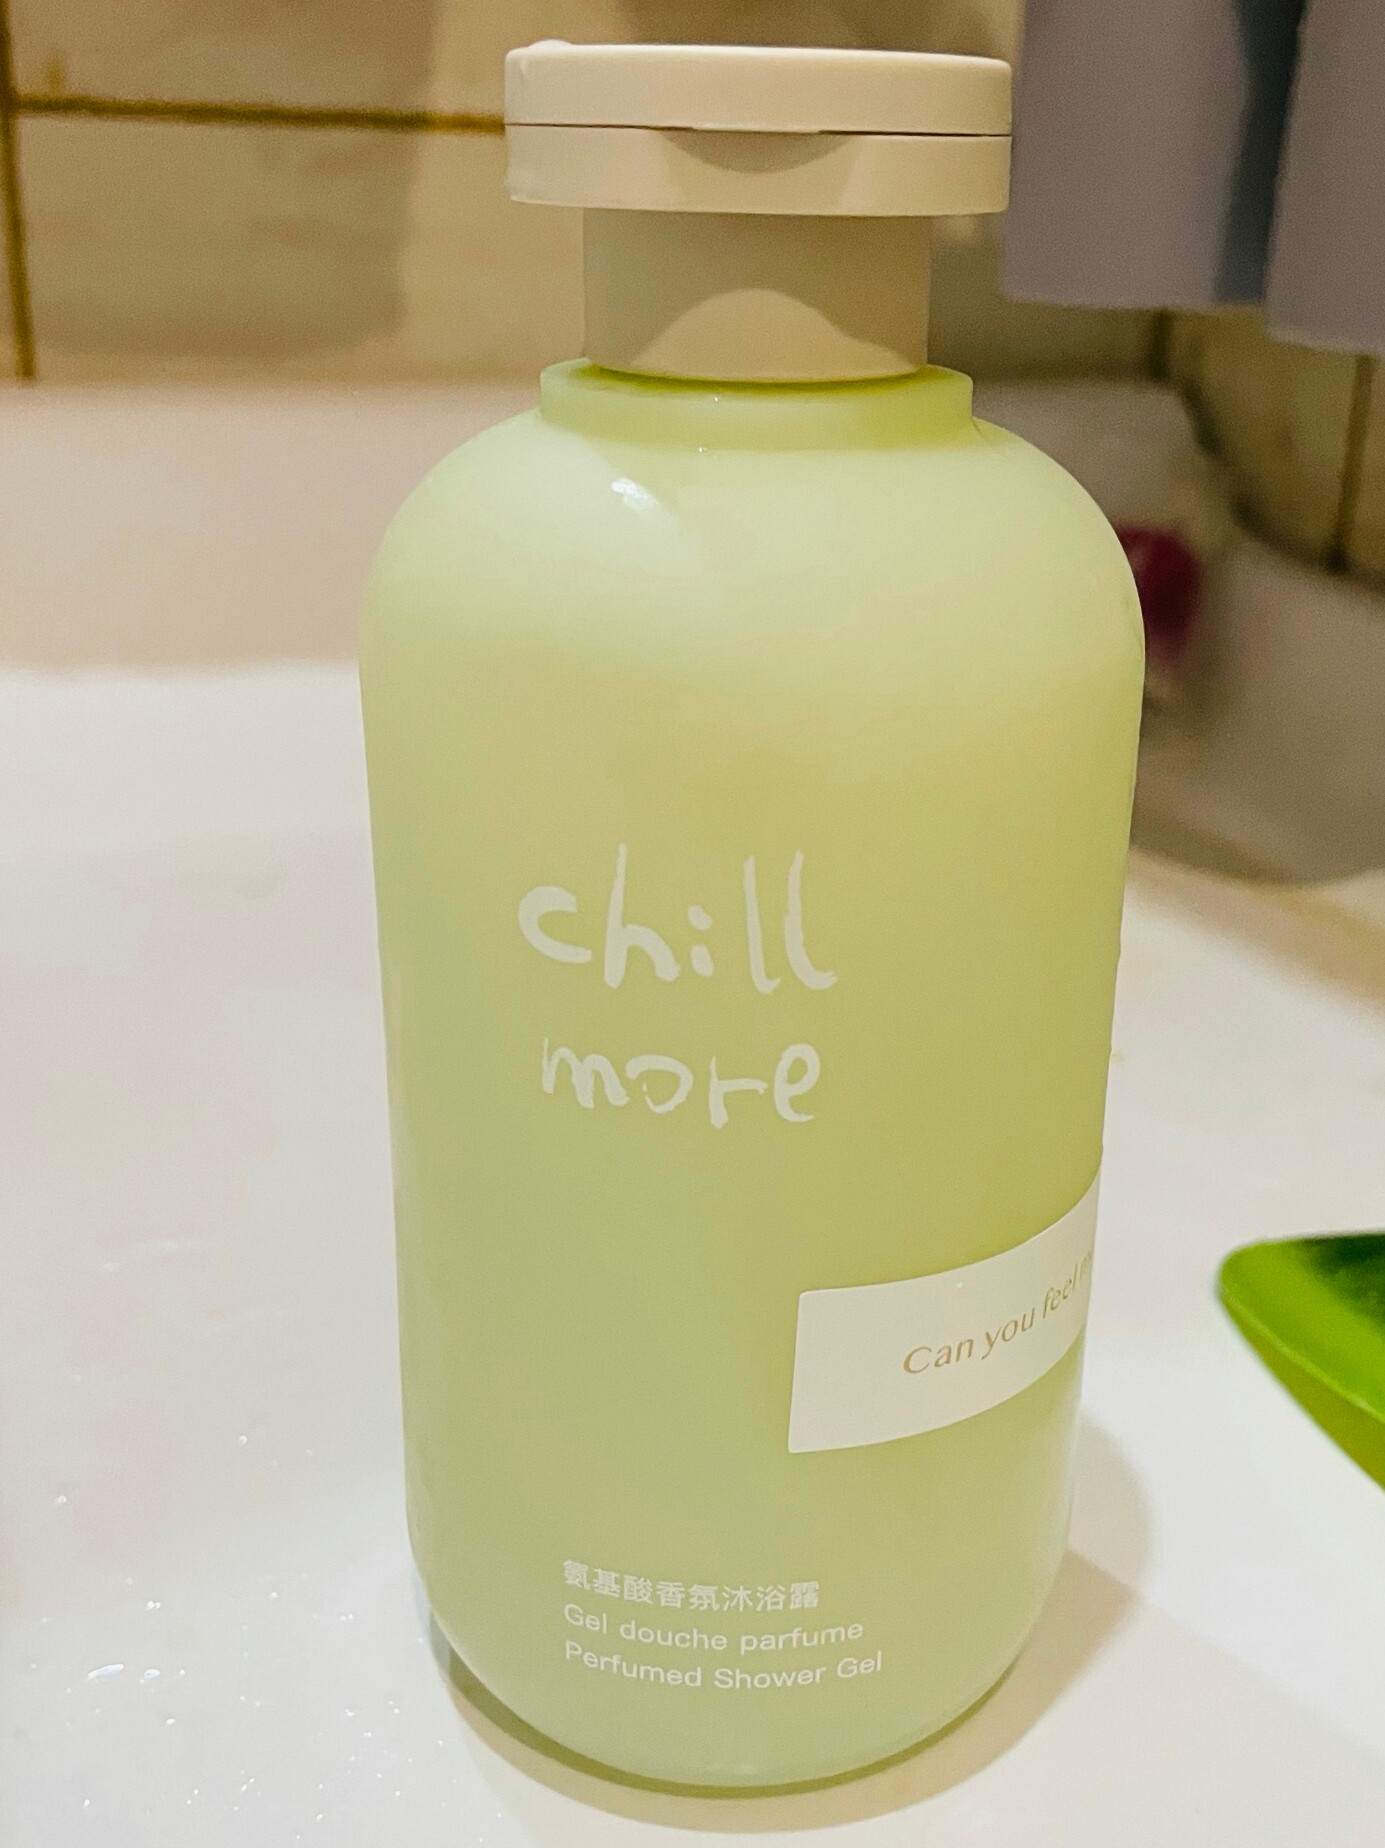 chill
more
Can you feel
氨基酸香氛沐浴露
Gel douche parfume
Perfumed Shower Gel